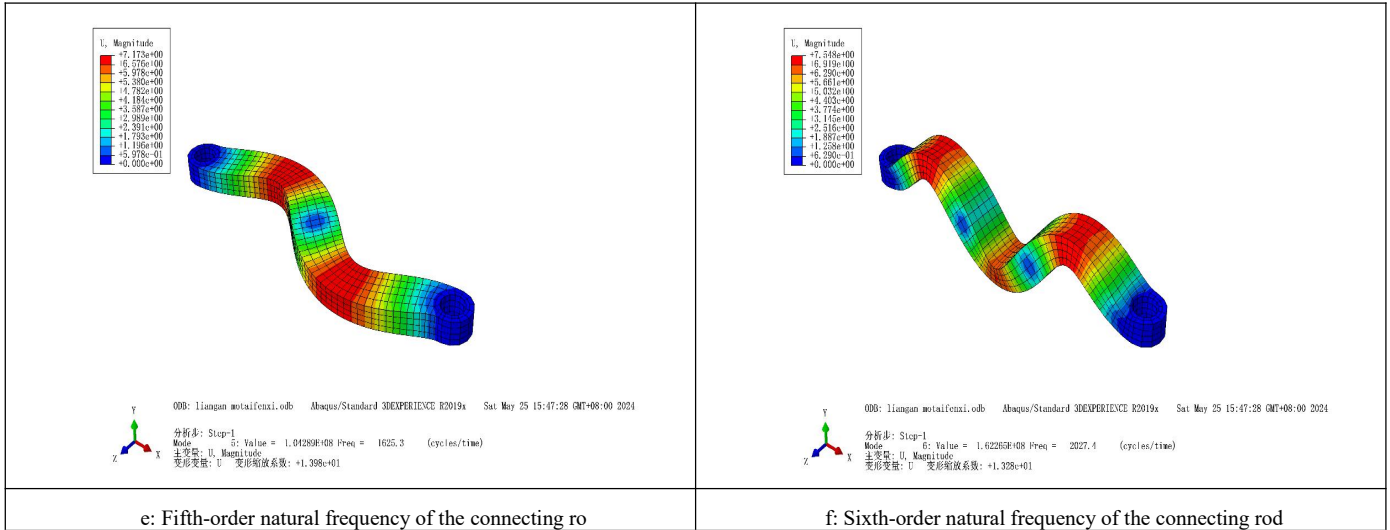 U, Magnitude
+7.173e+00
+6.576e+00
+5.978e+00
+5.380e+00
+4.782e+00
+4.184e+00
+3.587e+00
+2.989e+00
+2.391e+00
+1.793e+00
+1.196e+00
+5.978e-01
+0.000e+00
Y
Z
X
ODB: liangan motaifenxi.odb Abaqus/Standard 3DEXPERIENCE R2019x Sat May 25 15:47:28 GMT+08:00 2024
分析步: Step-1
Mode 5: Value = 1.04289E+08 Freq = 1625.3 (cycles/time)
主变量: U, Magnitude
变形变量: U 变形缩放系数: +1.398e+01
e: Fifth-order natural frequency of the connecting ro
U, Magnitude
+7.548e+00
+6.919e+00
+6.290e+00
+5.661e+00
+5.032e+00
+4.403e+00
+3.774e+00
+3.145e+00
+2.516e+00
+1.887e+00
+1.258e+00
+6.290e-01
+0.000e+00
Y
Z
X
ODB: liangan motaifenxi.odb Abaqus/Standard 3DEXPERIENCE R2019x Sat May 25 15:47:28 GMT+08:00 2024
分析步: Step-1
Mode 6: Value = 1.62265E+08 Freq = 2027.4 (cycles/time)
主变量: U, Magnitude
变形变量: U 变形缩放系数: +1.328e+01
f: Sixth-order natural frequency of the connecting rod